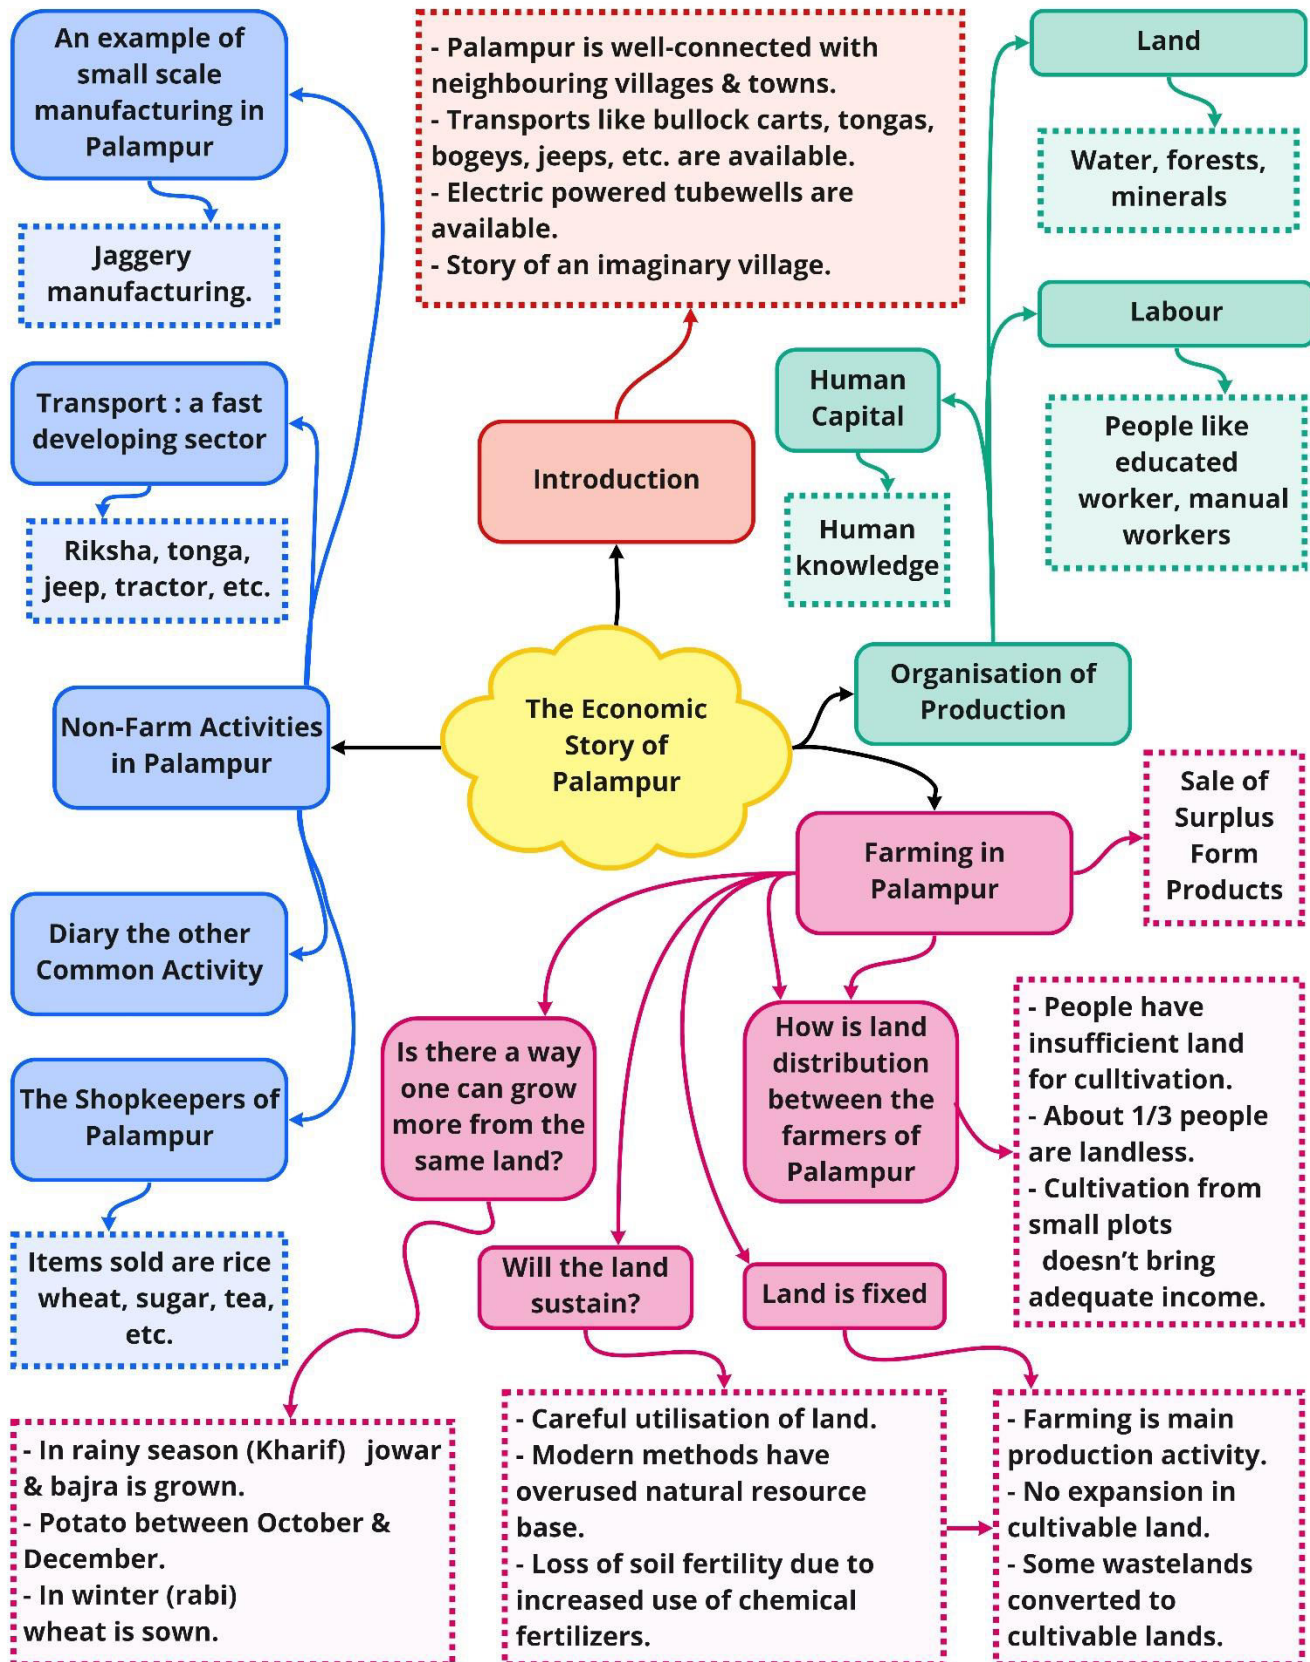 An example of
small scale
manufacturing in
Palampur
Jaggery
manufacturing.
Transport : a fast
developing sector
Riksha, tonga,
jeep, tractor, etc.
Non-Farm Activities
in Palampur
Diary the other
Common Activity
The Shopkeepers of
Palampur
Items sold are rice
wheat, sugar, tea,
etc.
- Palampur is well-connected with
neighbouring villages & towns.
- Transports like bullock carts, tongas,
bogeys, jeeps, etc. are available.
- Electric powered tubewells are
available.
- Story of an imaginary village.
Introduction
The Economic
Story of
Palampur
Land
Water, forests,
minerals
Labour
People like
educated
worker, manual
workers
Human
Capital
Human
knowledge
Organisation of
Production
Farming in
Palampur
Sale of
Surplus
Form
Products
How is land
distribution
between the
farmers of
Palampur
- People have
insufficient land
for culltivation.
- About 1/3 people
are landless.
- Cultivation from
small plots
doesn't bring
adequate income.
Is there a way
one can grow
more from the
same land?
Will the land
sustain?
Land is fixed
- In rainy season (Kharif) jowar
& bajra is grown.
- Potato between October &
December.
- In winter (rabi)
wheat is sown.
- Careful utilisation of land.
- Modern methods have
overused natural resource
base.
- Loss of soil fertility due to
increased use of chemical
fertilizers.
- Farming is main
production activity.
- No expansion in
cultivable land.
- Some wastelands
converted to
cultivable lands.